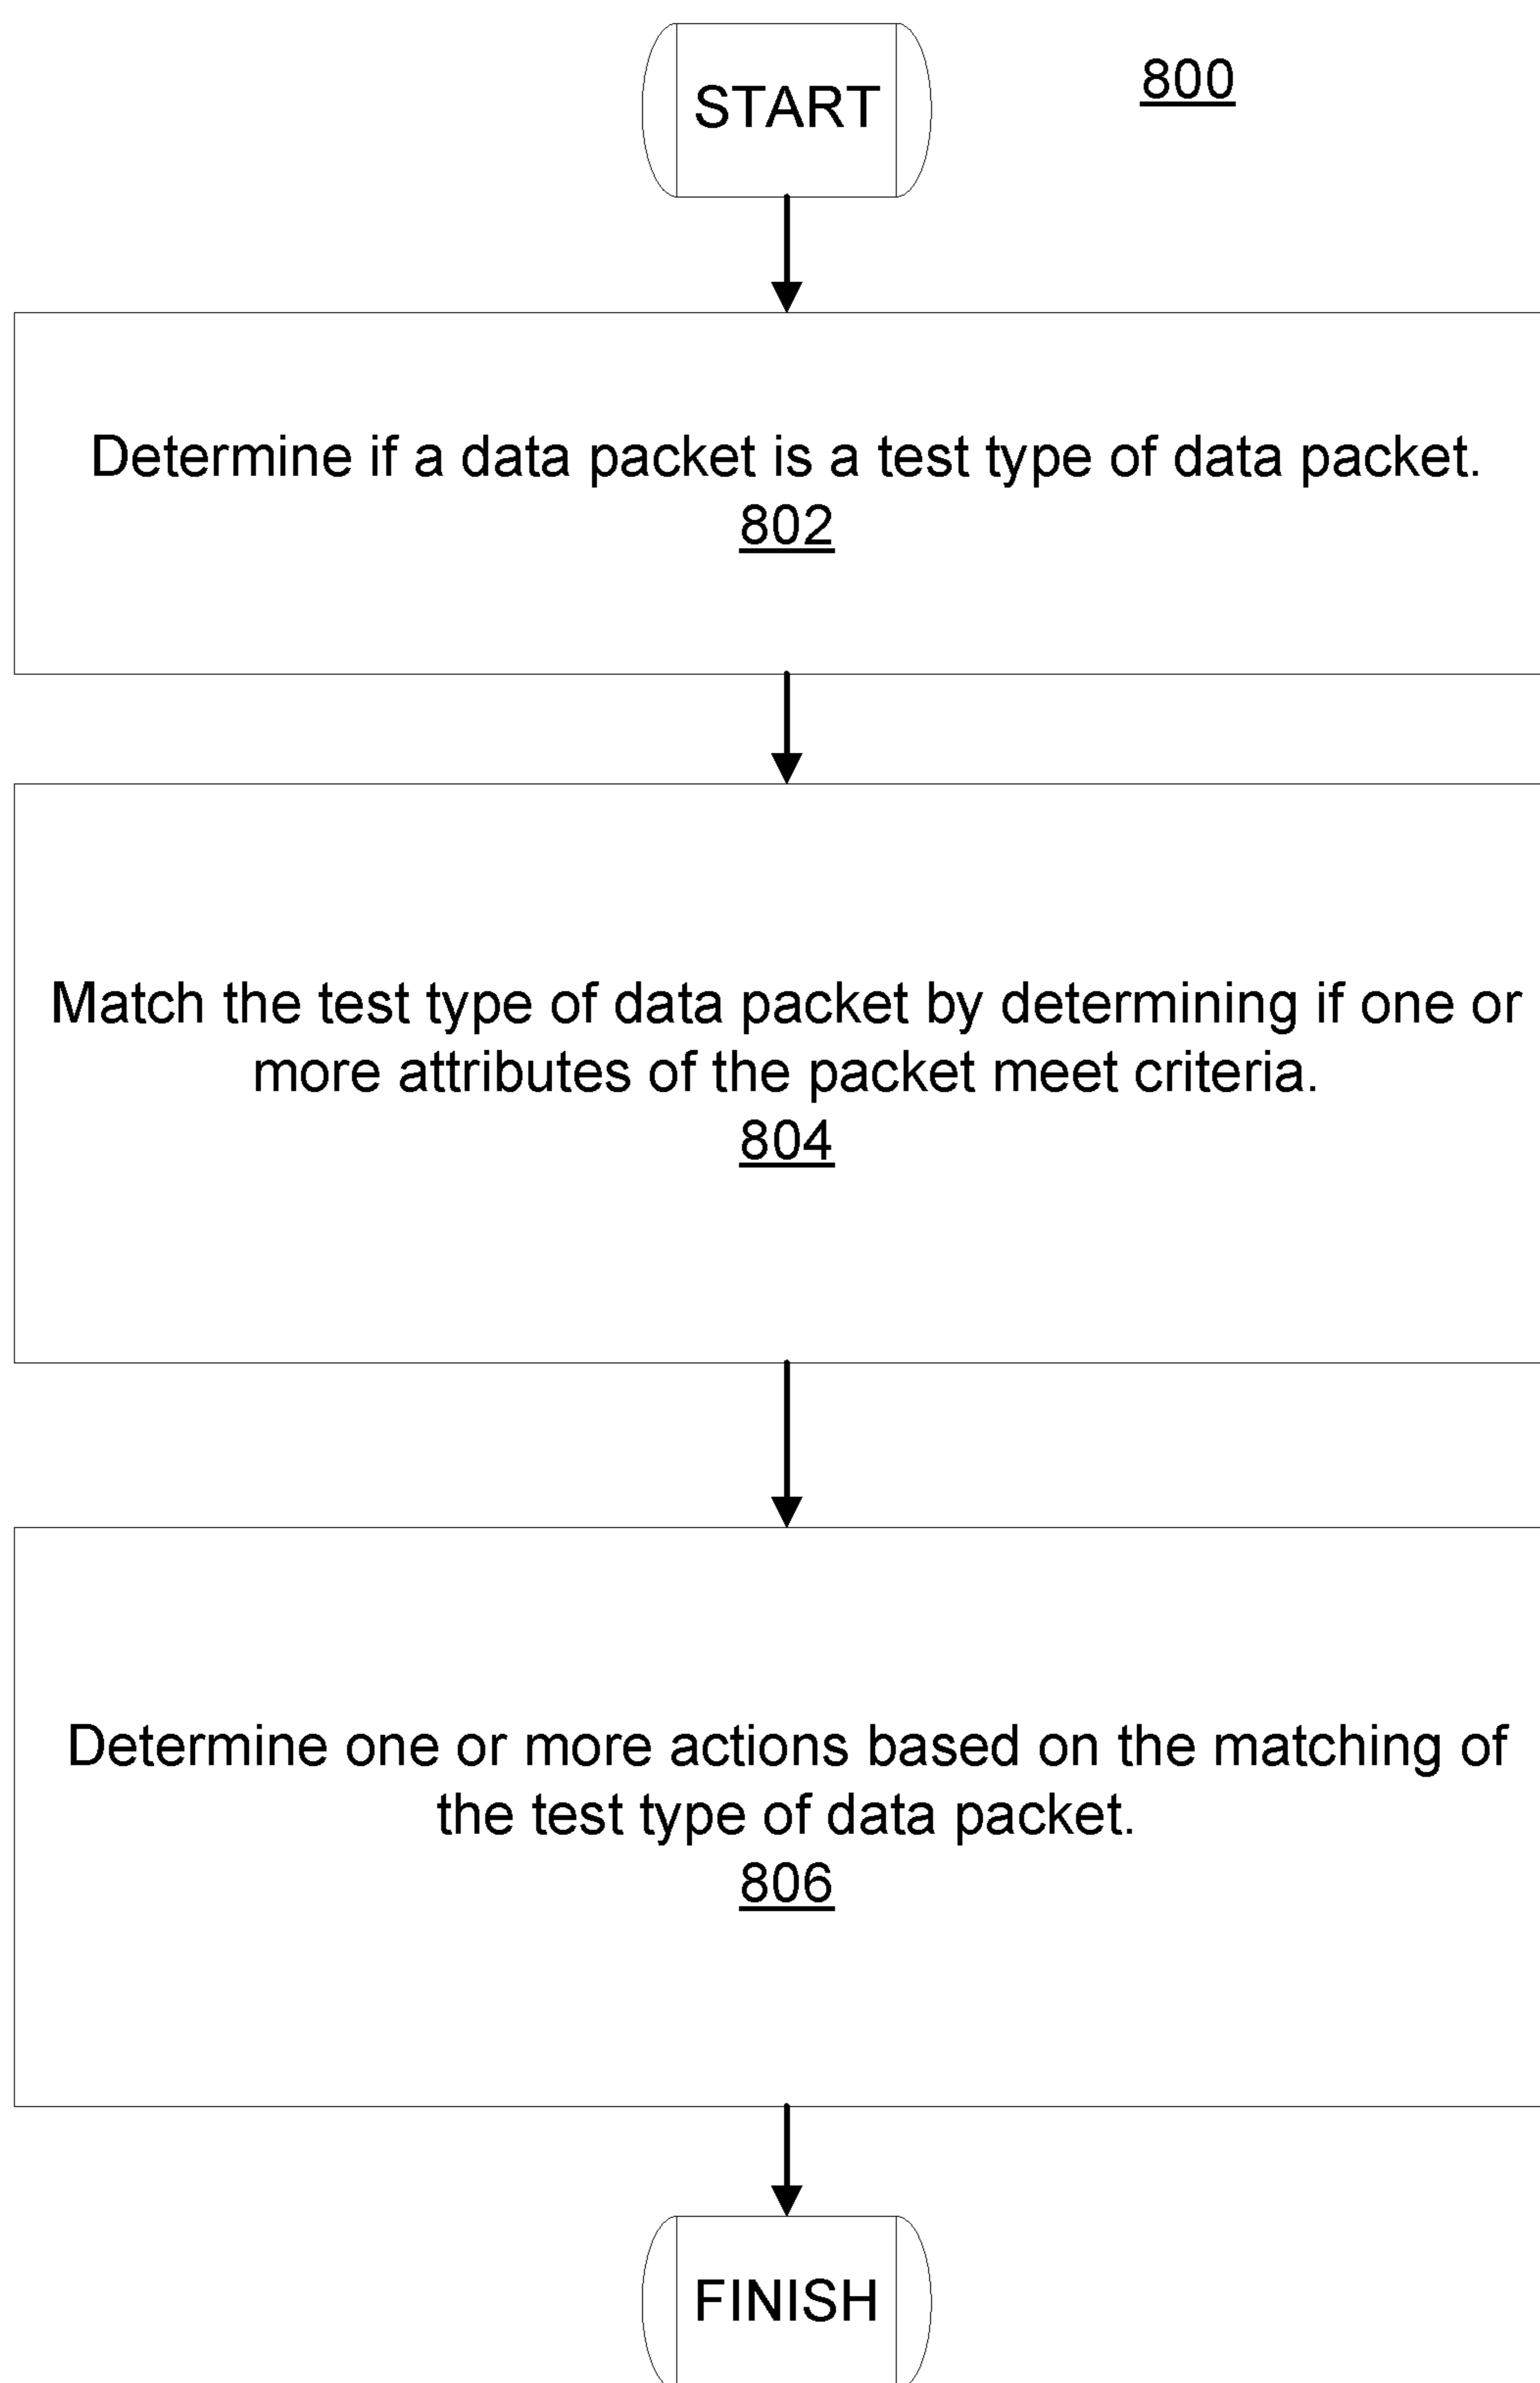 START
800
Determine if a data packet is a test type of data packet.
802
Match the test type of data packet by determining if one or
more attributes of the packet meet criteria.
804
Determine one or more actions based on the matching of
the test type of data packet.
806
FINISH